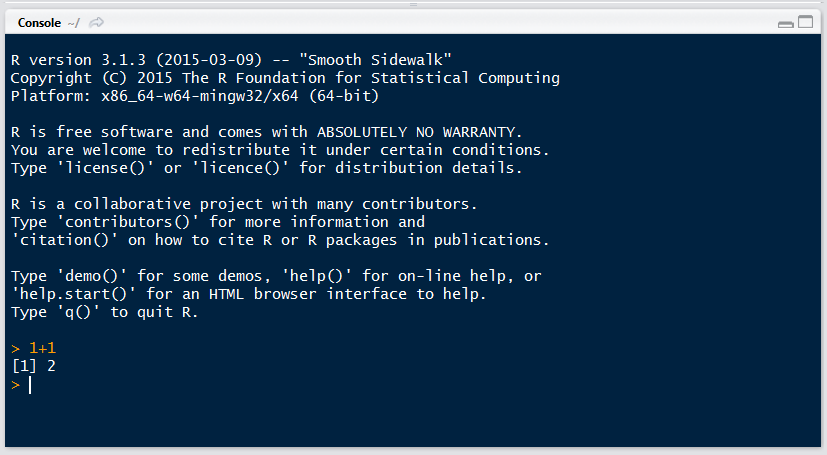 Console ~/
R version 3.1.3 (2015-03-09) -- "Smooth Sidewalk"
Copyright (C) 2015 The R Foundation for Statistical Computing
Platform: x86_64-w64-mingw32/x64 (64-bit)
R is free software and comes with ABSOLUTELY NO WARRANTY.
You are welcome to redistribute it under certain conditions.
Type 'license()' or 'licence()' for distribution details.
R is a collaborative project with many contributors.
Type 'contributors()' for more information and
'citation()' on how to cite R or R packages in publications.
Type 'demo()' for some demos, 'help()' for on-line help, or
'help.start()' for an HTML browser interface to help.
Type 'q()' to quit R.
> 1+1
[1] 2
>